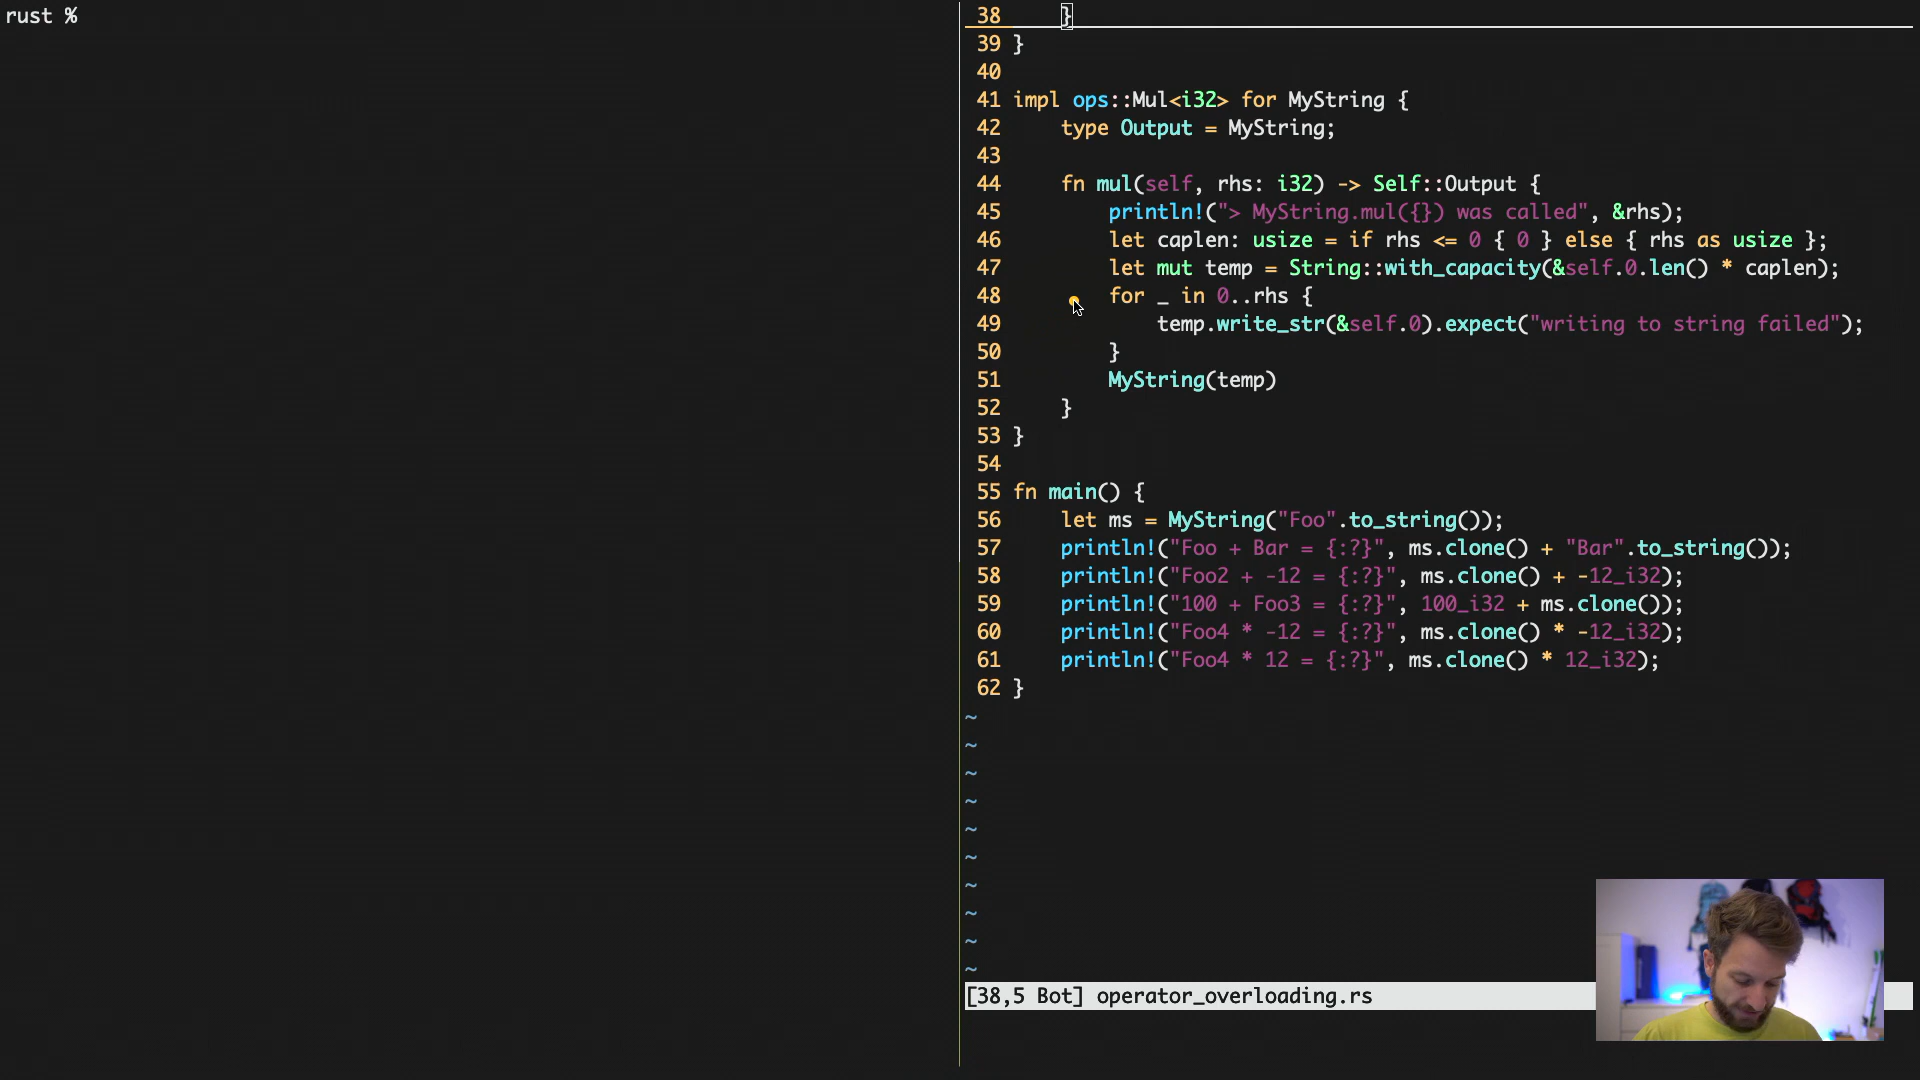 rust %
38     }
39 }
40
41 impl ops::Mul<i32> for MyString {
42     type Output = MyString;
43
44     fn mul(self, rhs: i32) -> Self::Output {
45         println!("> MyString.mul({}) was called", &rhs);
46         let caplen: usize = if rhs <= 0 { 0 } else { rhs as usize };
47         let mut temp = String::with_capacity(&self.0.len() * caplen);
48         for _ in 0..rhs {
49             temp.write_str(&self.0).expect("writing to string failed");
50         }
51         MyString(temp)
52     }
53 }
54
55 fn main() {
56     let ms = MyString("Foo".to_string());
57     println!("Foo + Bar = {:?}", ms.clone() + "Bar".to_string());
58     println!("Foo2 + -12 = {:?}", ms.clone() + -12_i32);
59     println!("100 + Foo3 = {:?}", 100_i32 + ms.clone());
60     println!("Foo4 * -12 = {:?}", ms.clone() * -12_i32);
61     println!("Foo4 * 12 = {:?}", ms.clone() * 12_i32);
62 }
~
~
~
~
~
~
~
~
~
~
[38,5 Bot] operator_overloading.rs